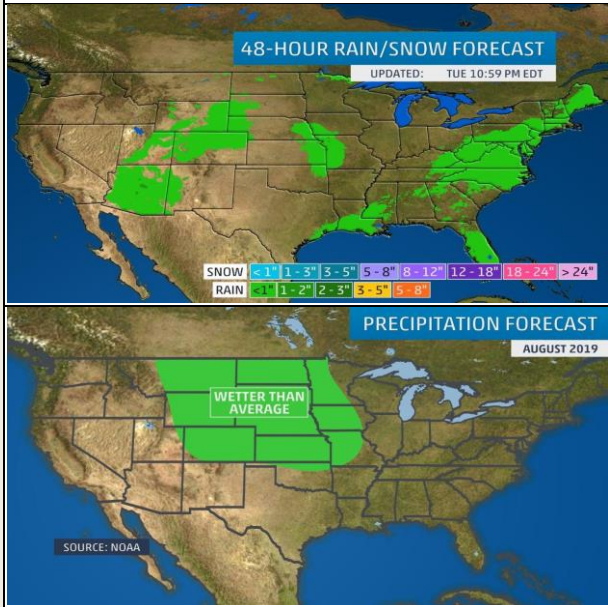 48-HOUR RAIN/SNOW FORECAST
UPDATED: TUE 10:59 PM EDT
SNOW <1" 1-3" 3-5" 5-8" 8-12" 12-18" 18-24" >24"
RAIN <1" 1-2" 2-3" 3-5" 5-8"
PRECIPITATION FORECAST
AUGUST 2019
WETTER THAN
AVERAGE
SOURCE: NOAA